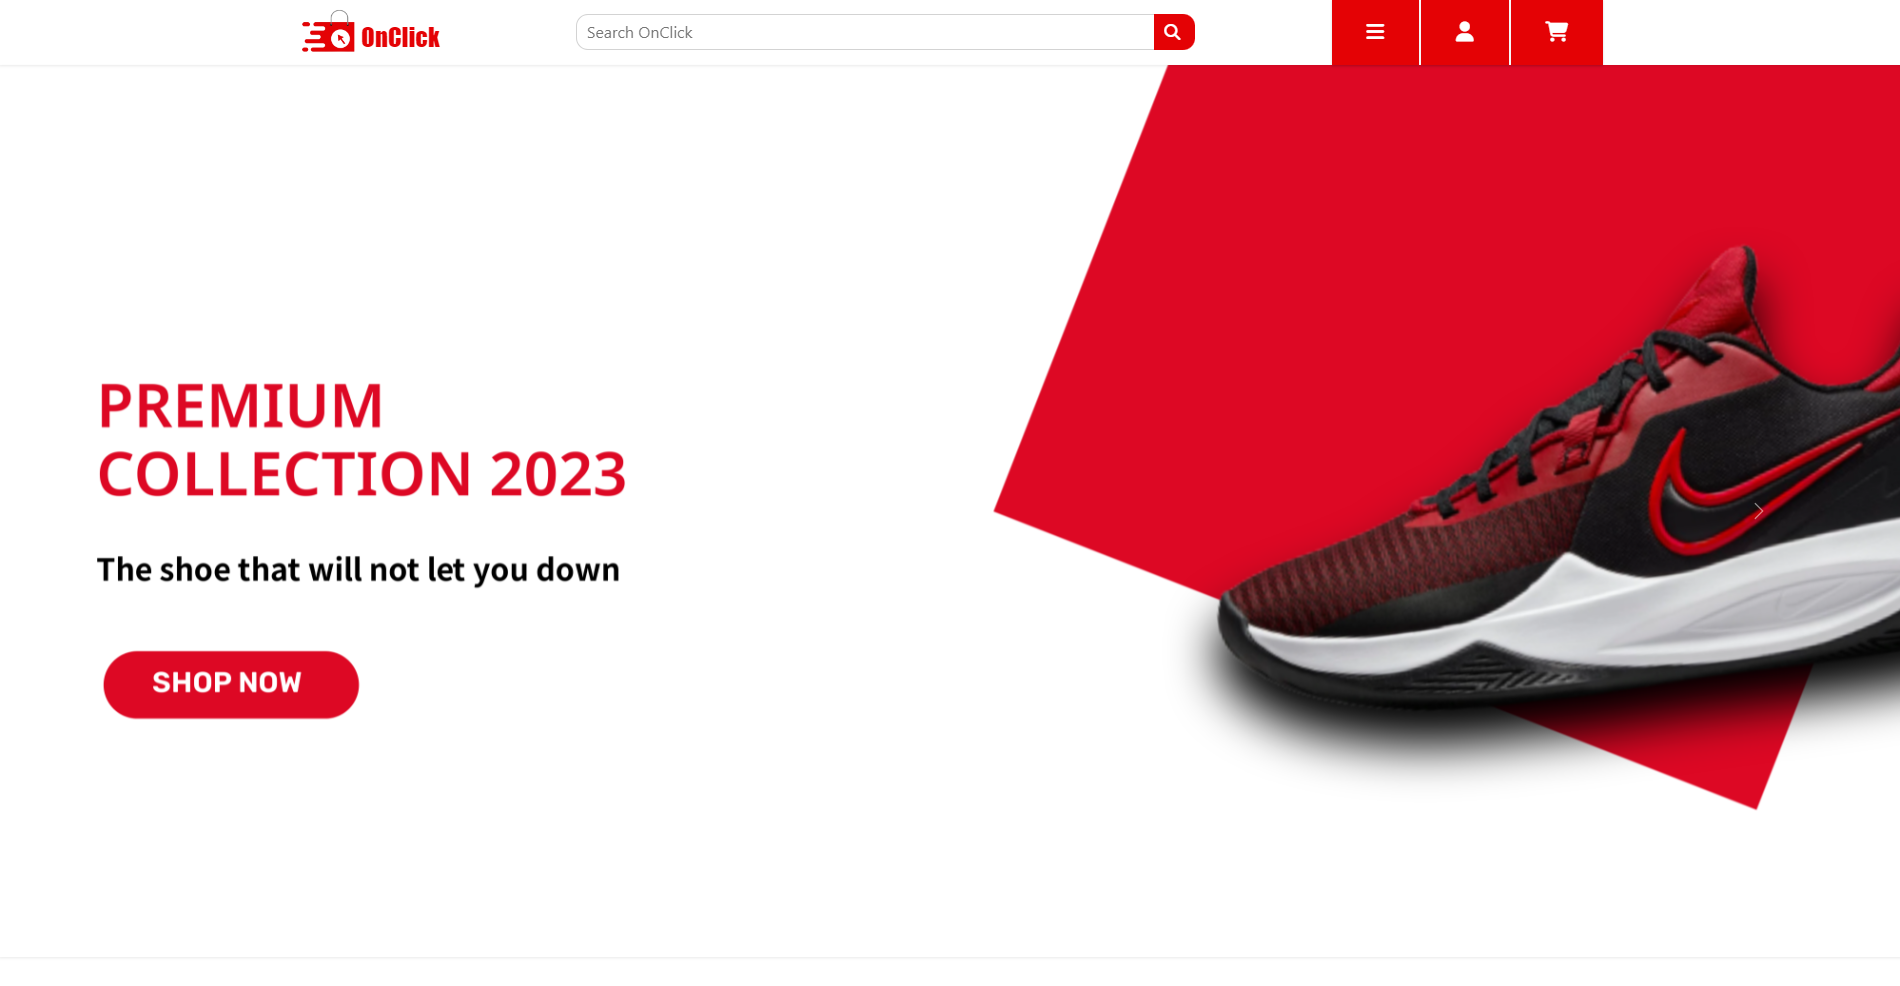 OnClick
Search OnClick
PREMIUM
COLLECTION 2023
The shoe that will not let you down
SHOP NOW